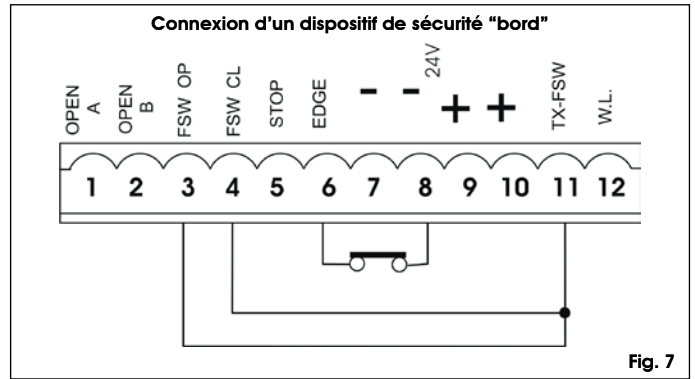 Connexion d'un dispositif de sécurité “bord”
OPEN A
OPEN B
FSW OP
FSW CL
STOP
EDGE
- - 24V + +
TX-FSW
W.L.
1 2 3 4 5 6 7 8 9 10 11 12
Fig. 7